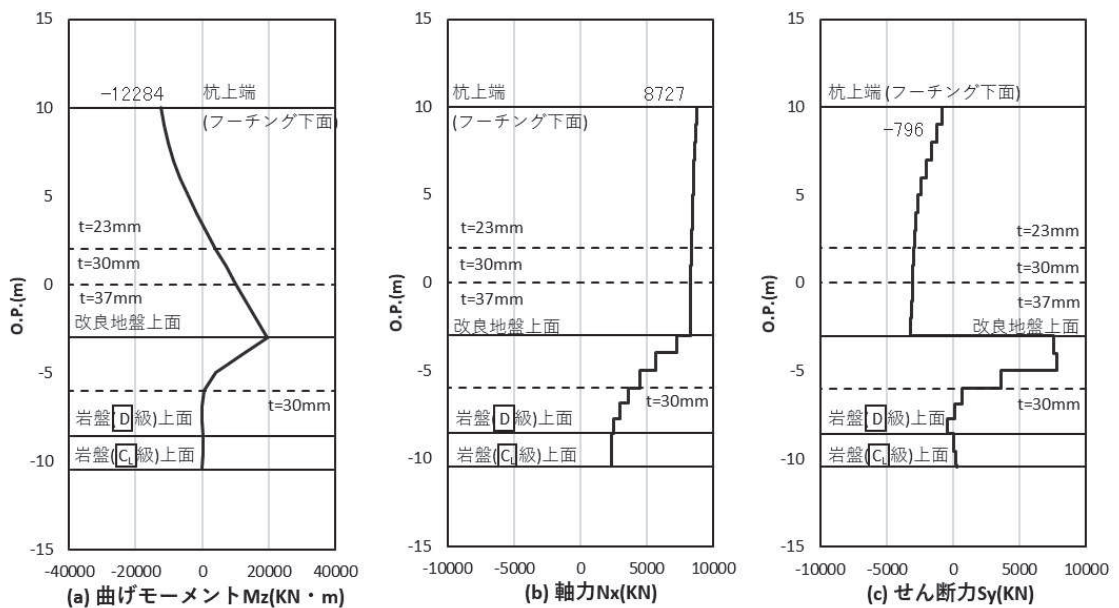 15
10
5
0
-5
-10
-15
O.P.(m)
-12284
杭上端
(フーチング下面)
t=23mm
t=30mm
t=37mm
改良地盤上面
t=30mm
岩盤(D級)上面
岩盤(CL級)上面
-40000 -20000 0 20000 40000
(a) 曲げモーメントMz(KN・m)
15
10
5
0
-5
-10
-15
O.P.(m)
杭上端
8727
(フーチング下面)
t=23mm
t=30mm
t=37mm
改良地盤上面
t=30mm
岩盤(D級)上面
岩盤(CL級)上面
-10000 -5000 0 5000 10000
(b) 軸力Nx(KN)
15
10
5
0
-5
-10
-15
O.P.(m)
杭上端(フーチング下面)
-796
t=23mm
t=30mm
t=37mm
改良地盤上面
t=30mm
岩盤(D級)上面
岩盤(CL級)上面
-10000 -5000 0 5000 10000
(c) せん断力Sy(KN)